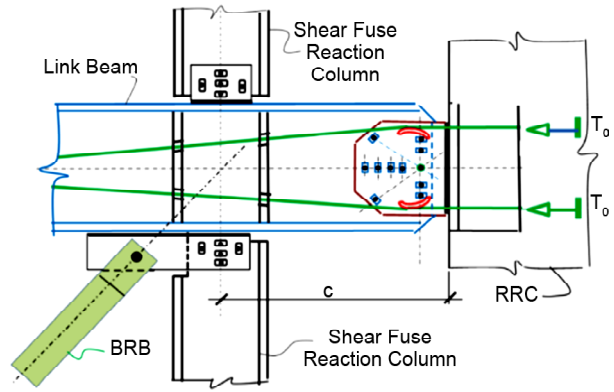 Shear Fuse
Reaction
Column
Link Beam
T₀
T₀
C
RRC
BRB
Shear Fuse
Reaction Column